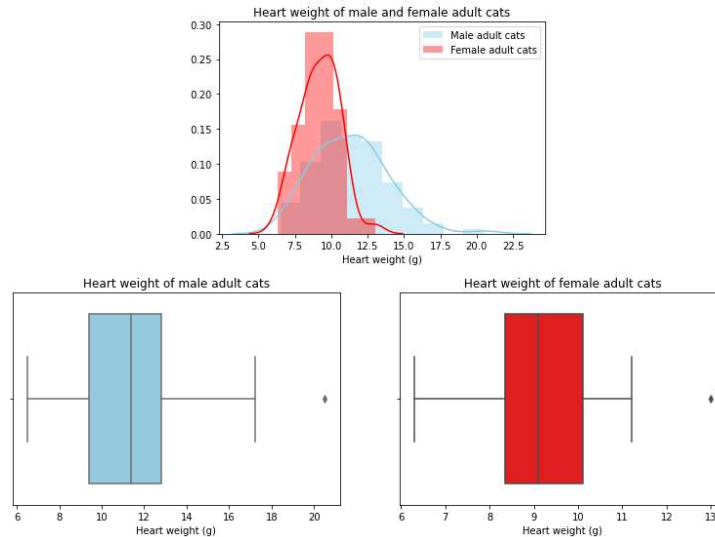 Heart weight of male and female adult cats
0.30
0.25
0.20
0.15
0.10
0.05
0.00
Male adult cats
Female adult cats
2.5 5.0 7.5 10.0 12.5 15.0 17.5 20.0 22.5
Heart weight (g)
Heart weight of male adult cats
6 8 10 12 14 16 18 20
Heart weight (g)
Heart weight of female adult cats
6 7 8 9 10 11 12 13
Heart weight (g)